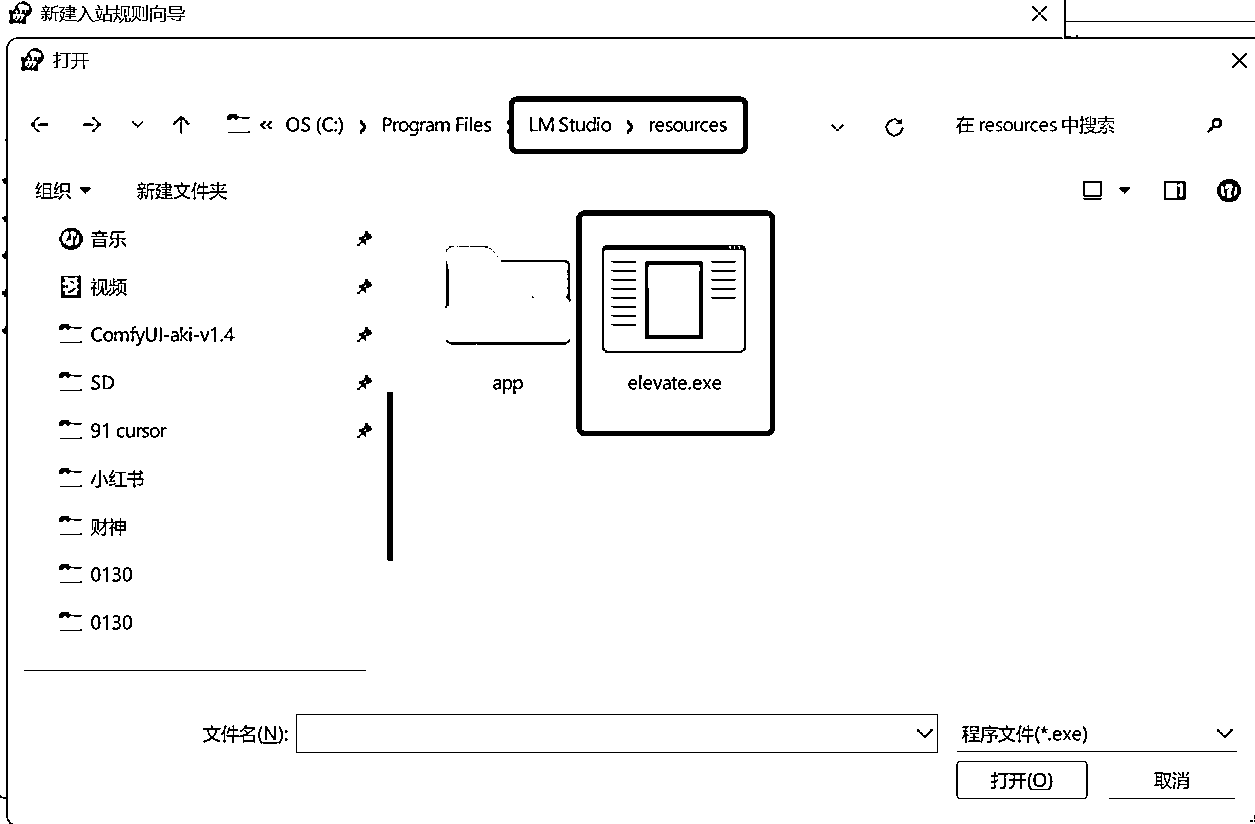 新建入站规则向导
打开
« OS (C:) › Program Files › LM Studio › resources
在 resources 中搜索
组织 新建文件夹
音乐
视频
ComfyUI-aki-v1.4
SD
91 cursor
小红书
财神
0130
0130
app
elevate.exe
文件名(N):
程序文件(*.exe)
打开(O) 取消